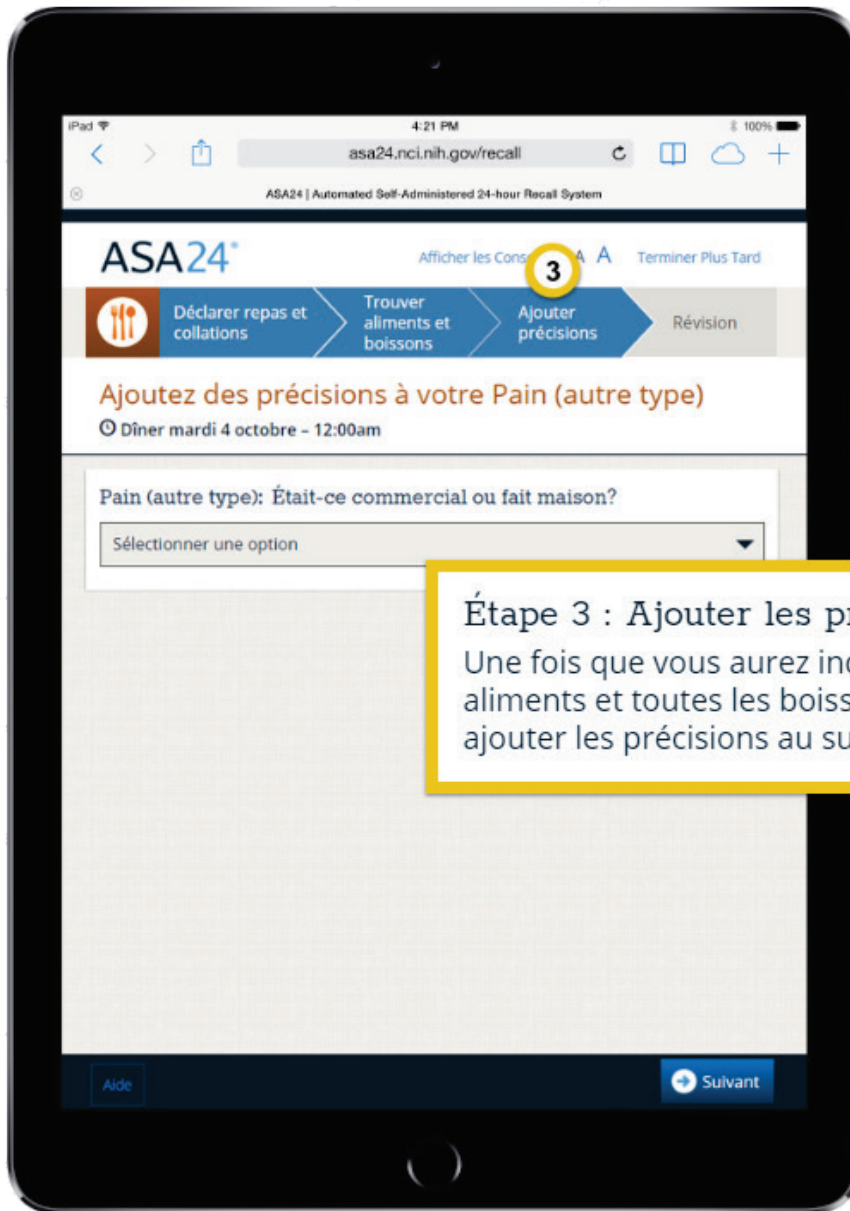 iPad
4:21 PM
100%
asa24.nci.nih.gov/recall
ASA24 | Automated Self-Administered 24-hour Recall System
ASA24®
Afficher les
A A
Terminer Plus Tard
3
Déclarer repas et
collations
Trouver
aliments et
boissons
Ajouter
précisions
Révision
Ajoutez des précisions à votre Pain (autre type)
Dîner mardi 4 octobre – 12:00am
Pain (autre type): Était-ce commercial ou fait maison?
Sélectionner une option
Étape 3 : Ajouter les
Une fois que vous aurez
aliments et toutes les
ajouter les précisions au
Aide
Suivant